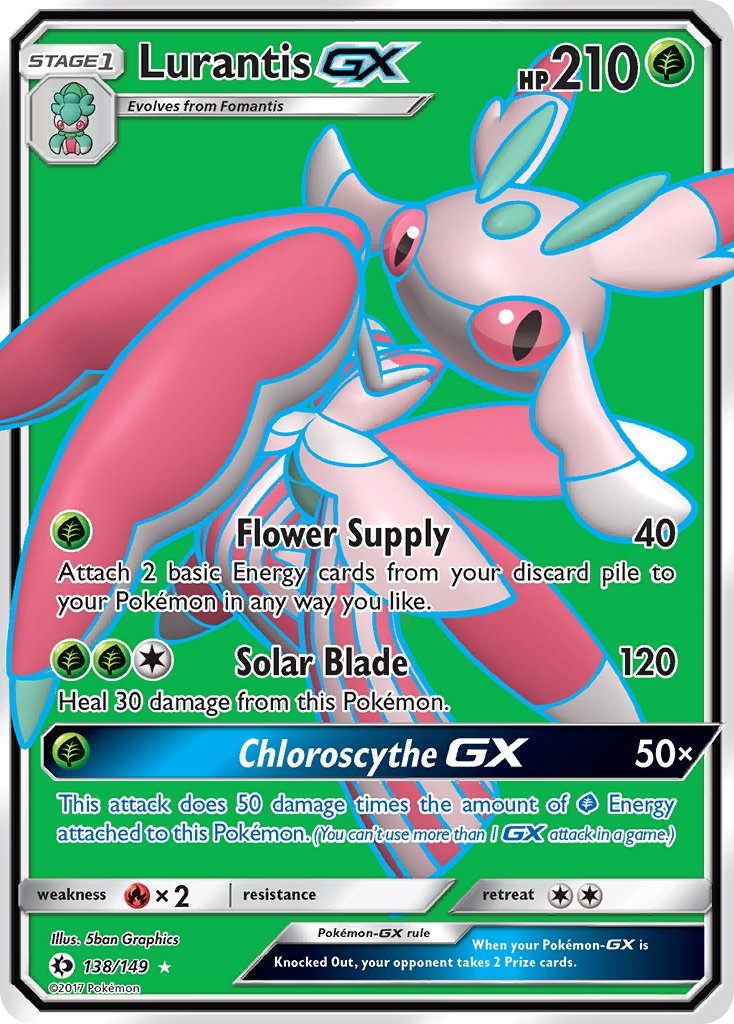 STAGE1 Lurantis GX HP210
Evolves from Fomantis
Flower Supply 40
Attach 2 basic Energy cards from your discard pile to
your Pokémon in any way you like.
Solar Blade 120
Heal 30 damage from this Pokémon.
Chloroscythe GX 50×
This attack does 50 damage times the amount of Energy
attached to this Pokémon. (You can't use more than 1 GX attack in a game.)
weakness ×2 resistance retreat
Illus. 5ban Graphics
138/149 ★
©2017 Pokémon
Pokémon-GX rule
When your Pokémon-GX is
Knocked Out, your opponent takes 2 Prize cards.